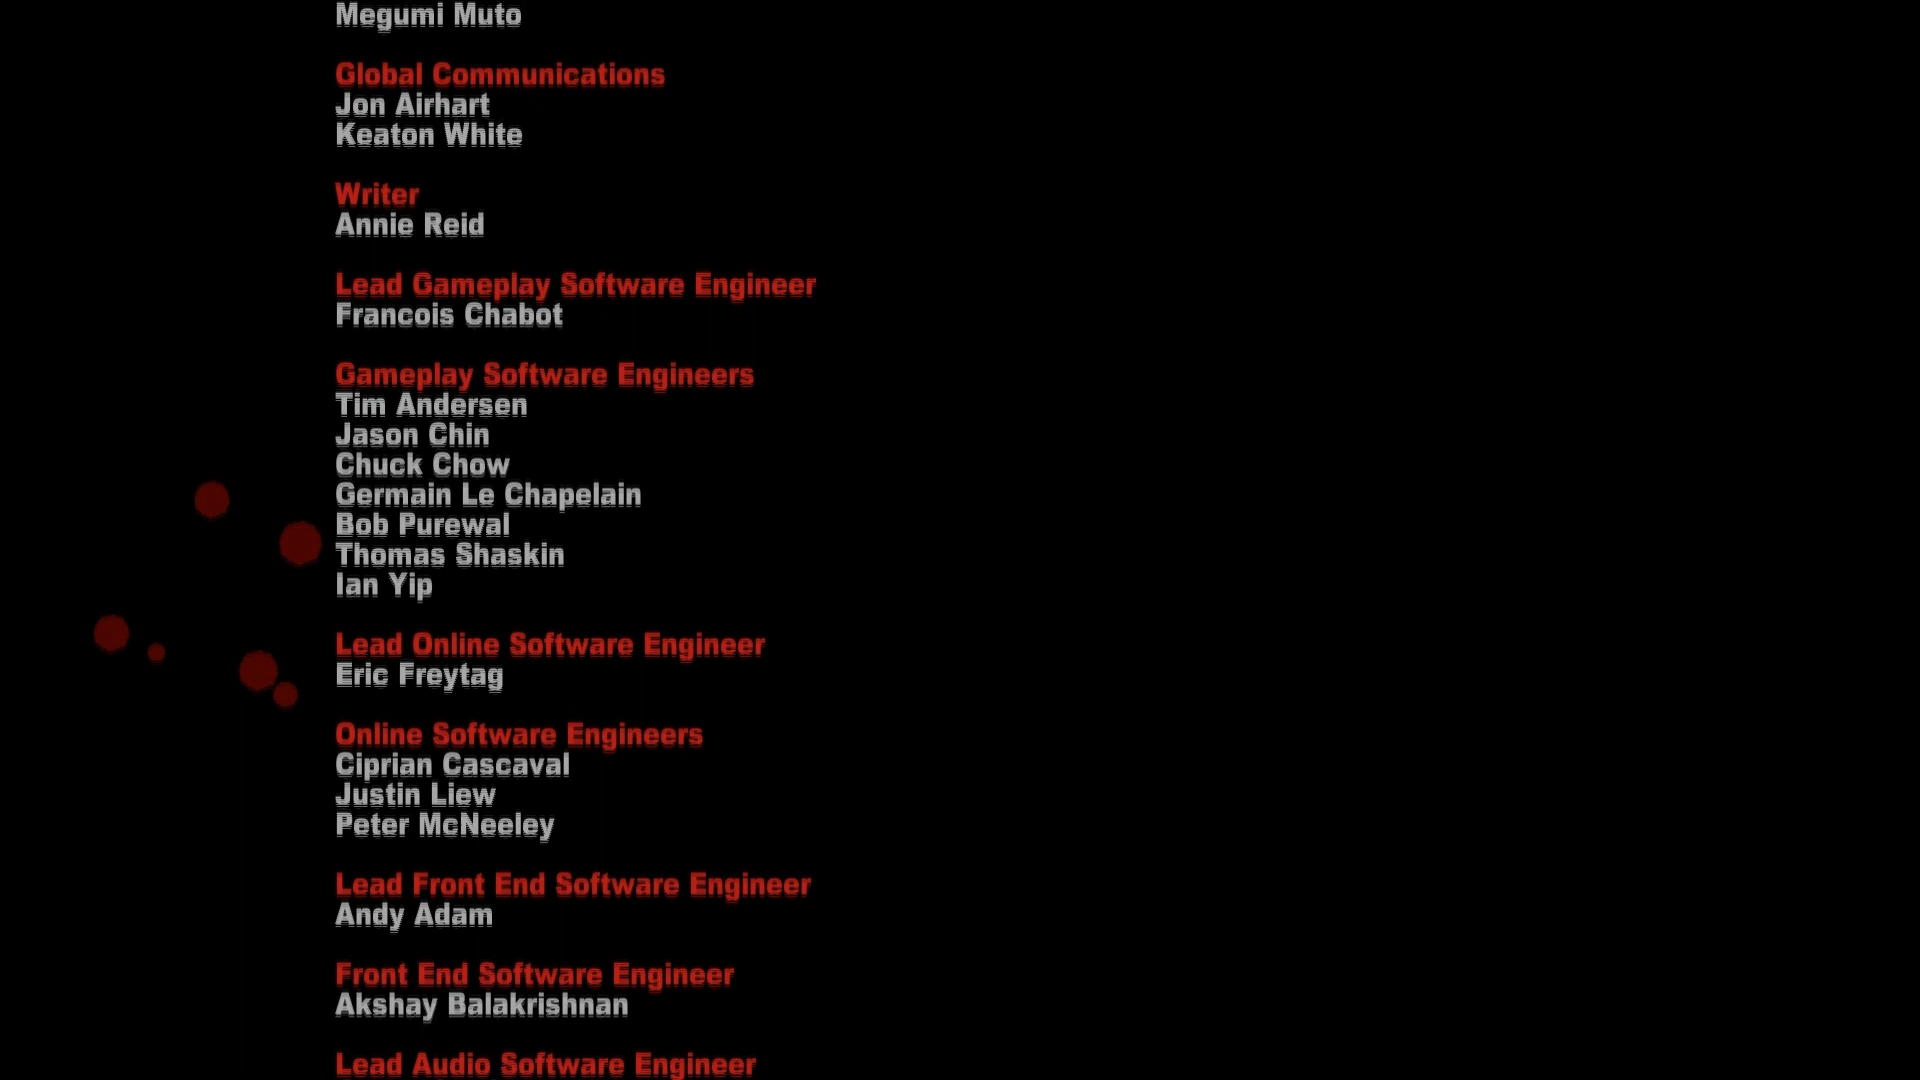 Megumi Muto
Global Communications
Jon Airhart
Keaton White
Writer
Annie Reid
Lead Gameplay Software Engineer
Francois Chabot
Gameplay Software Engineers
Tim Andersen
Jason Chin
Chuck Chow
Germain Le Chapelain
Bob Purewal
Thomas Shaskin
Ian Yip
Lead Online Software Engineer
Eric Freytag
Online Software Engineers
Ciprian Cascaval
Justin Liew
Peter McNeeley
Lead Front End Software Engineer
Andy Adam
Front End Software Engineer
Akshay Balakrishnan
Lead Audio Software Engineer